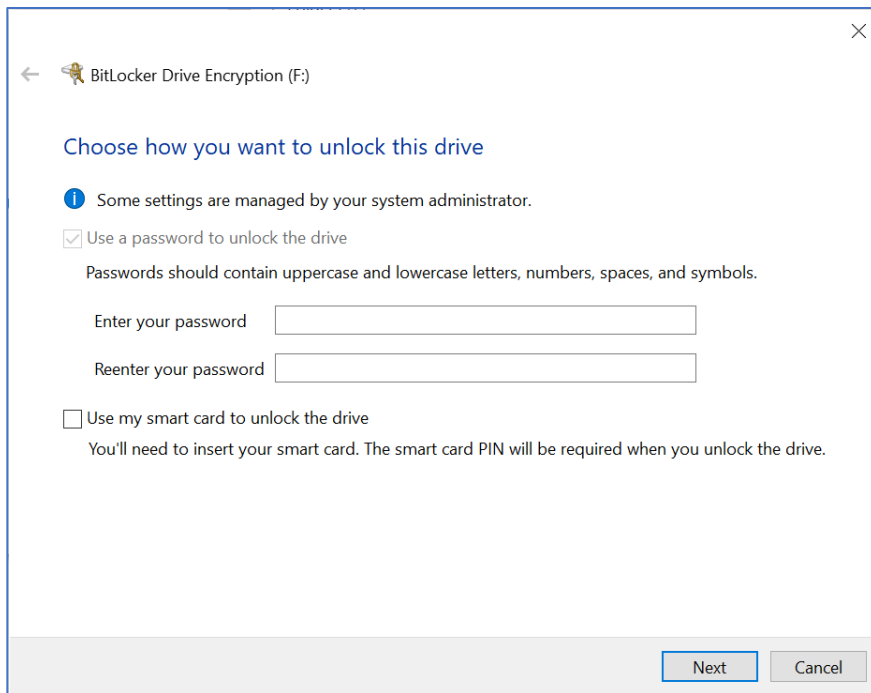 BitLocker Drive Encryption (F:)
Choose how you want to unlock this drive
Some settings are managed by your system administrator.
Use a password to unlock the drive
Passwords should contain uppercase and lowercase letters, numbers, spaces, and symbols.
Enter your password
Reenter your password
Use my smart card to unlock the drive
You'll need to insert your smart card. The smart card PIN will be required when you unlock the drive.
Next Cancel